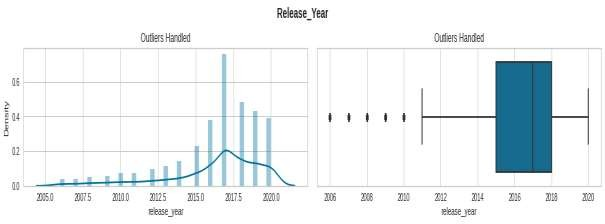 Release_Year
Outliers Handled
Outliers Handled
Density
0.6
0.4
0.2
0.0
2005.0 2007.5 2010.0 2012.5 2015.0 2017.5 2020.0
release_year
2006 2008 2010 2012 2014 2016 2018 2020
release_year